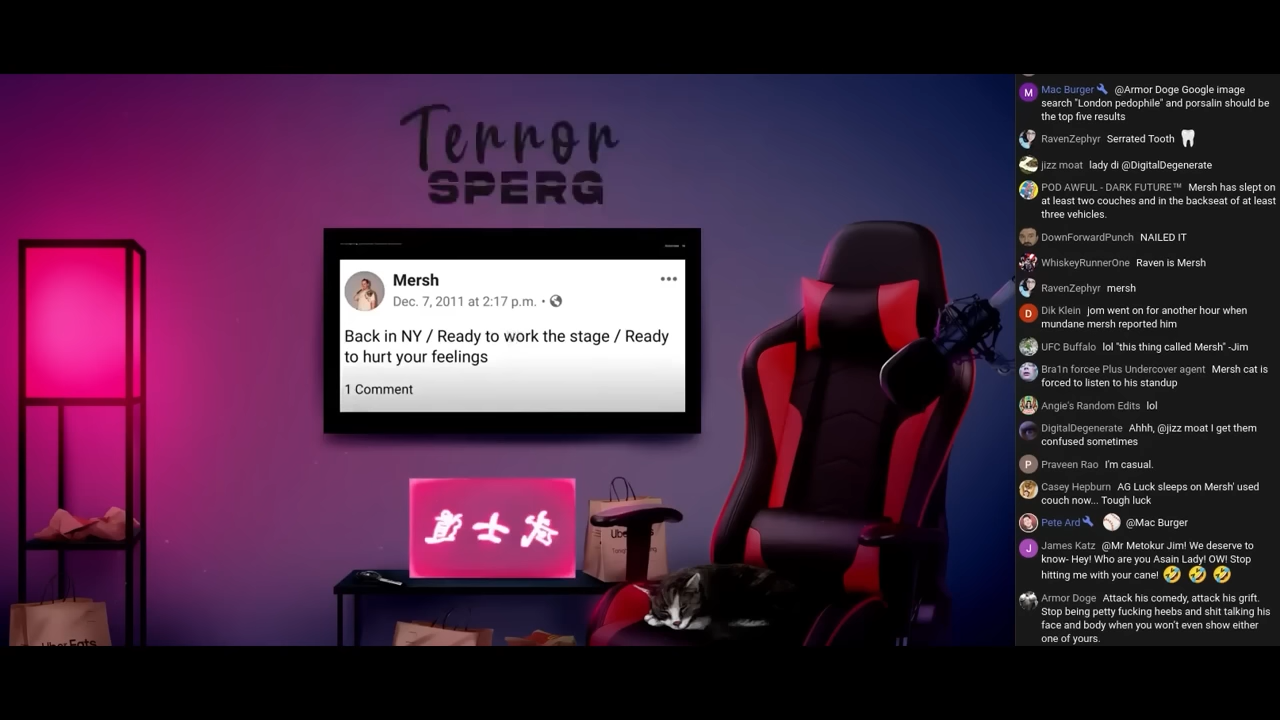 Terror
SPERG
Mersh
Dec. 7, 2011 at 2:17 p.m.
Back in NY / Ready to work the stage / Ready
to hurt your feelings
1 Comment
道士洛
Uber
Uber Eats
M
Mac Burger @Armor Doge Google image
search "London pedophile" and porsalin should be
the top five results
RavenZephyr Serrated Tooth
jizz moat lady di @DigitalDegenerate
POD AWFUL - DARK FUTURE™ Mersh has slept on
at least two couches and in the backseat of at least
three vehicles.
DownForwardPunch NAILED IT
WhiskeyRunnerOne Raven is Mersh
RavenZephyr mersh
D
Dik Klein jom went on for another hour when
mundane mersh reported him
UFC Buffalo lol "this thing called Mersh" -Jim
Bra1n forcee Plus Undercover agent Mersh cat is
forced to listen to his standup
Angie's Random Edits lol
DigitalDegenerate Ahhh, @jizz moat I get them
confused sometimes
P
Praveen Rao I'm casual.
Casey Hepburn AG Luck sleeps on Mersh' used
couch now... Tough luck
Pete Ard @Mac Burger
J
James Katz @Mr Metokur Jim! We deserve to
know- Hey! Who are you Asain Lady! OW! Stop
hitting me with your cane!
Armor Doge Attack his comedy, attack his grift.
Stop being petty fucking heebs and shit talking his
face and body when you won't even show either
one of yours.